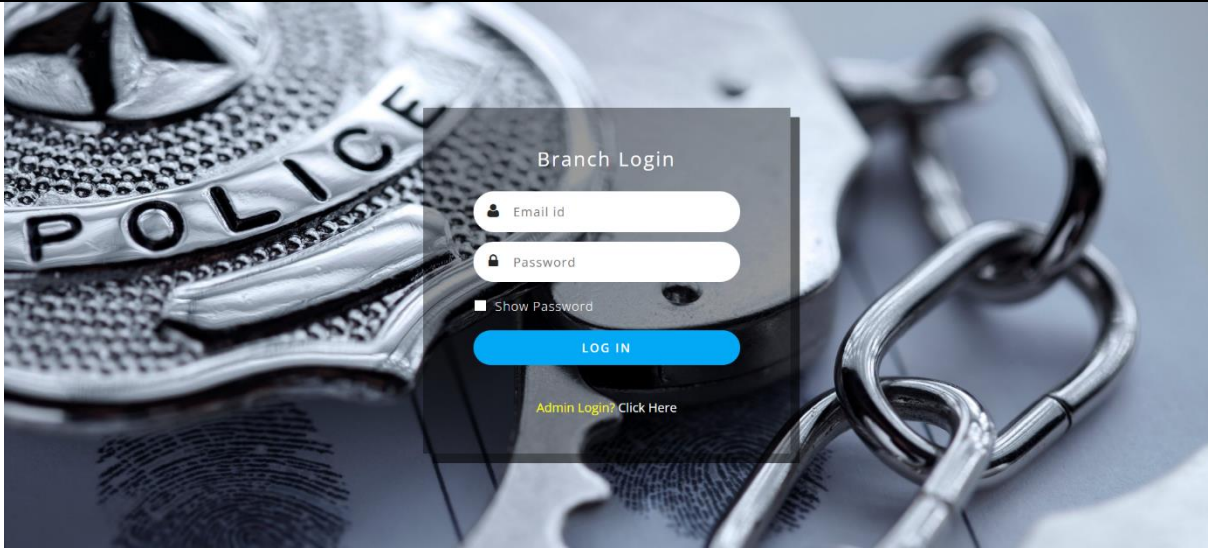 POLICE
Branch Login
Email id
Password
Show Password
LOG IN
Admin Login? Click Here